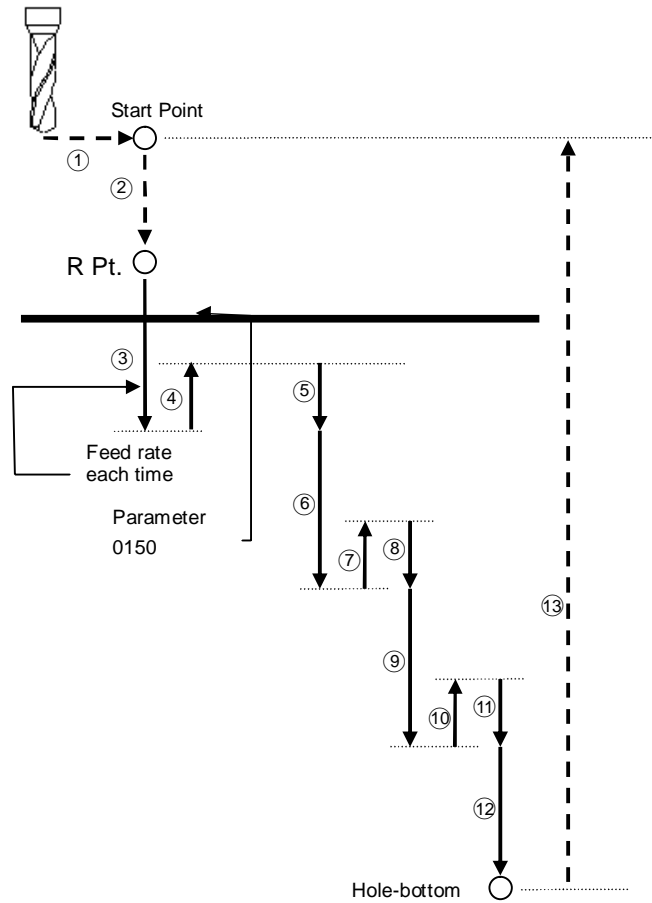 Start Point
①
②
R Pt.
③
④
⑤
Feed rate
each time
⑥
Parameter
0150
⑦
⑧
⑨
⑩
⑪
⑫
⑬
Hole-bottom